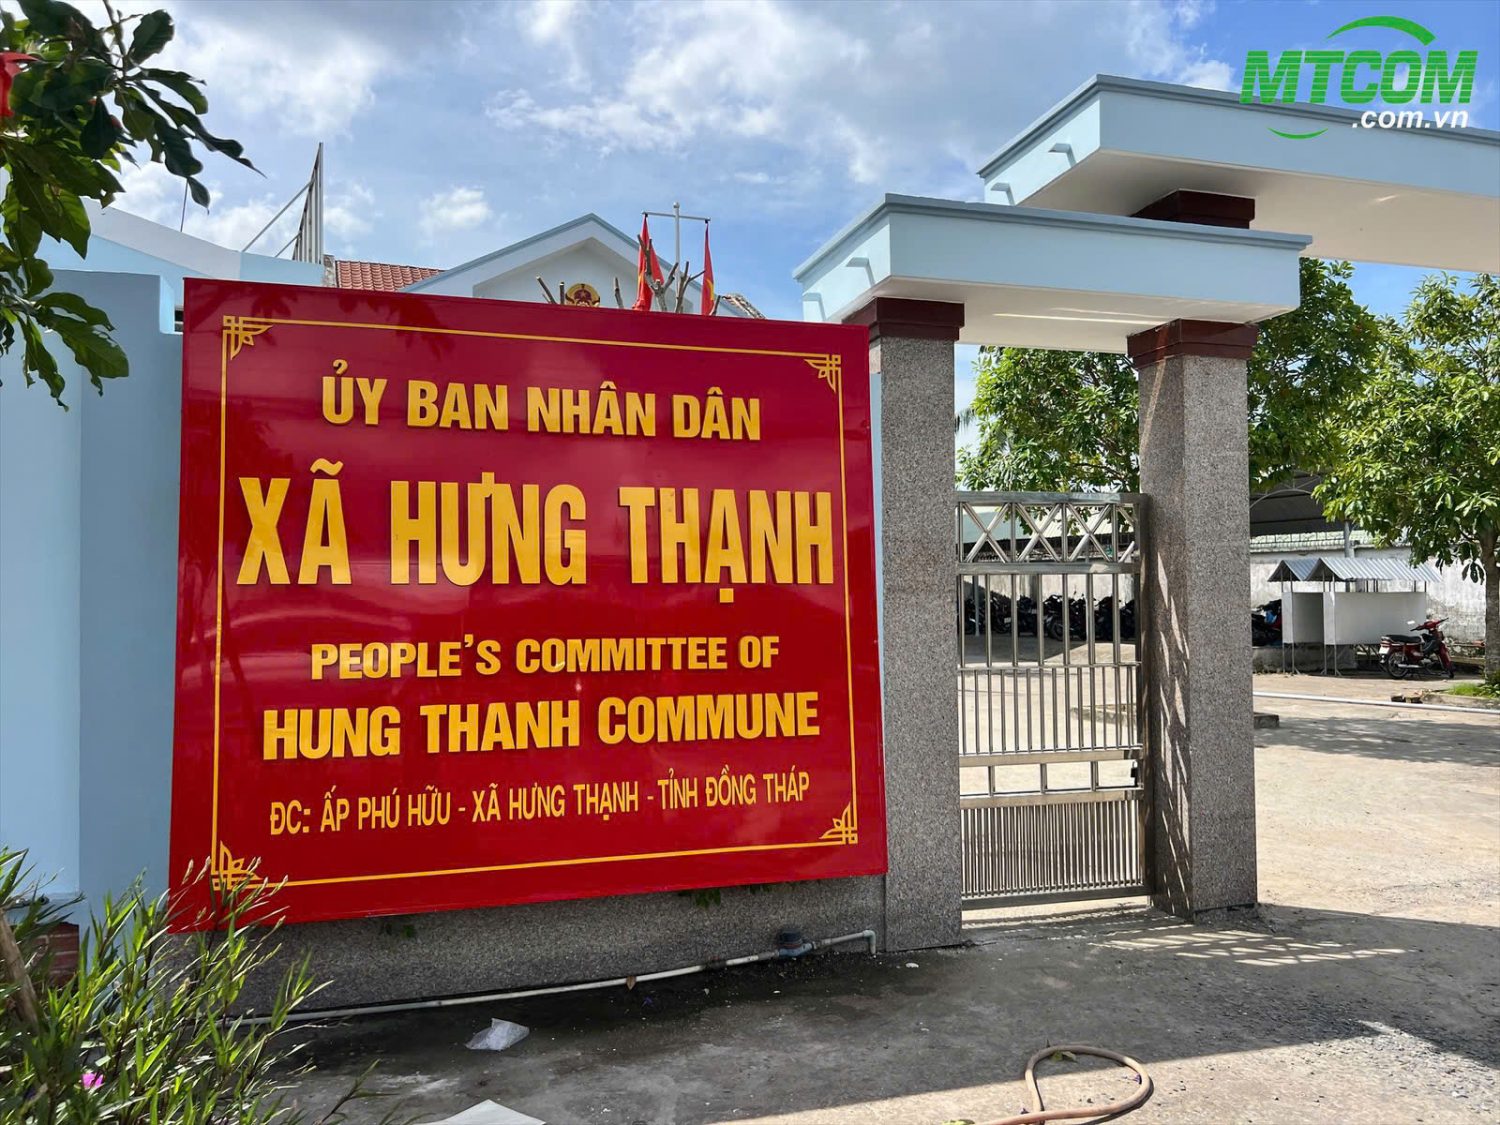 MTCOM
.com.vn
ỦY BAN NHÂN DÂN
XÃ HƯNG THẠNH
PEOPLE'S COMMITTEE OF
HUNG THANH COMMUNE
ĐC: ẤP PHÚ HỮU - XÃ HƯNG THẠNH - TỈNH ĐỒNG THÁP